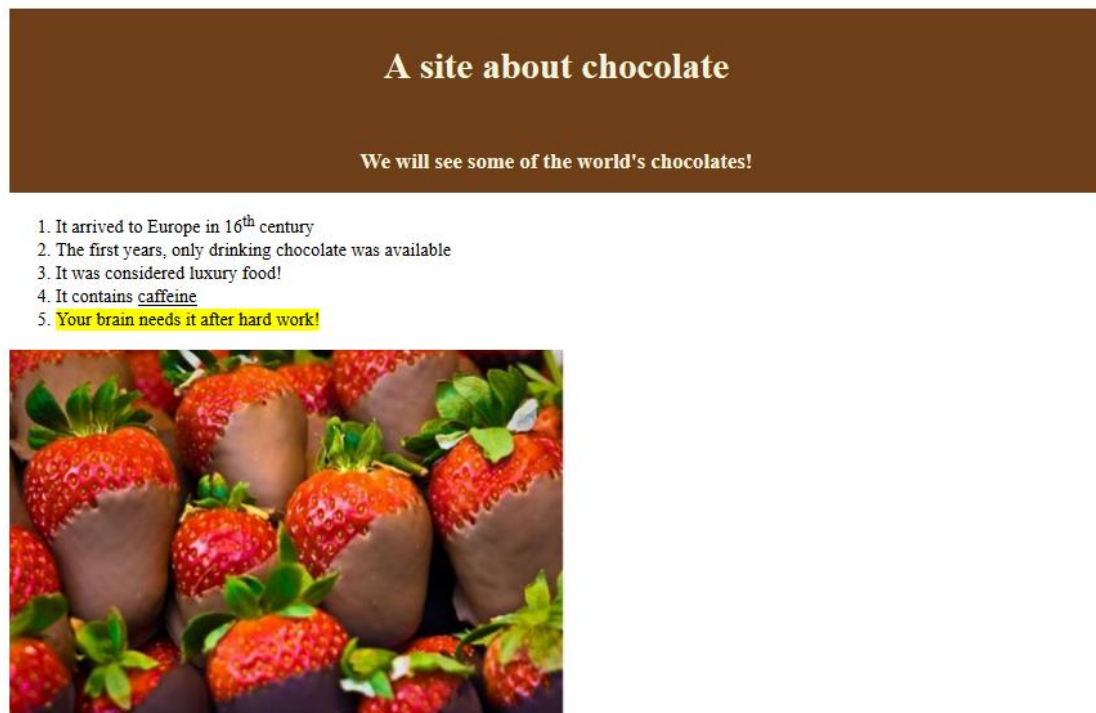 A site about chocolate
We will see some of the world's chocolates!
1. It arrived to Europe in 16th century
2. The first years, only drinking chocolate was available
3. It was considered luxury food!
4. It contains caffeine
5. Your brain needs it after hard work!